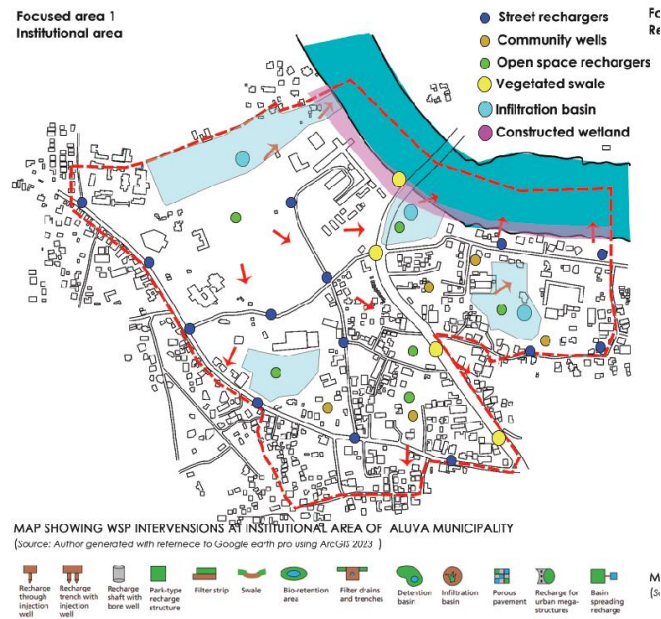 Focused area 1
Institutional area
Street rechargers
Community wells
Open space rechargers
Vegetated swale
Infiltration basin
Constructed wetland
Fo
Re
MAP SHOWING WSP INTERVENSIONS AT INSTITUTIONAL AREA OF ALUVA MUNICIPALITY
(Source: Author generated with refernece to Google earth pro using ArcGIS 2023 )
M
(So
Recharge through injection well
Recharge trench with injection well
Recharge shaft with bore well
Park-type recharge structure
Filter strip
Swale
Bio-retention area
Filter drains and trenches
Detention basin
Infiltration basin
Porous pavement
Recharge for urban mega-structures
Basin spreading recharge